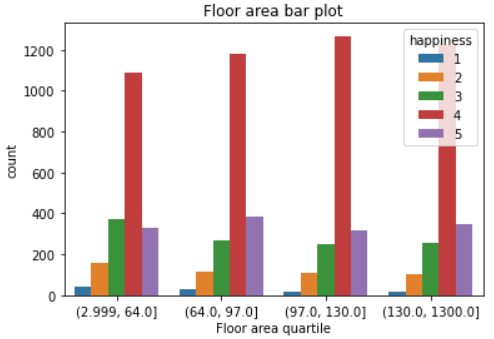 Floor area bar plot
happiness
1
2
3
4
5
1200
1000
800
600
400
200
0
count
(2.999, 64.0] (64.0, 97.0] (97.0, 130.0] (130.0, 1300.0]
Floor area quartile